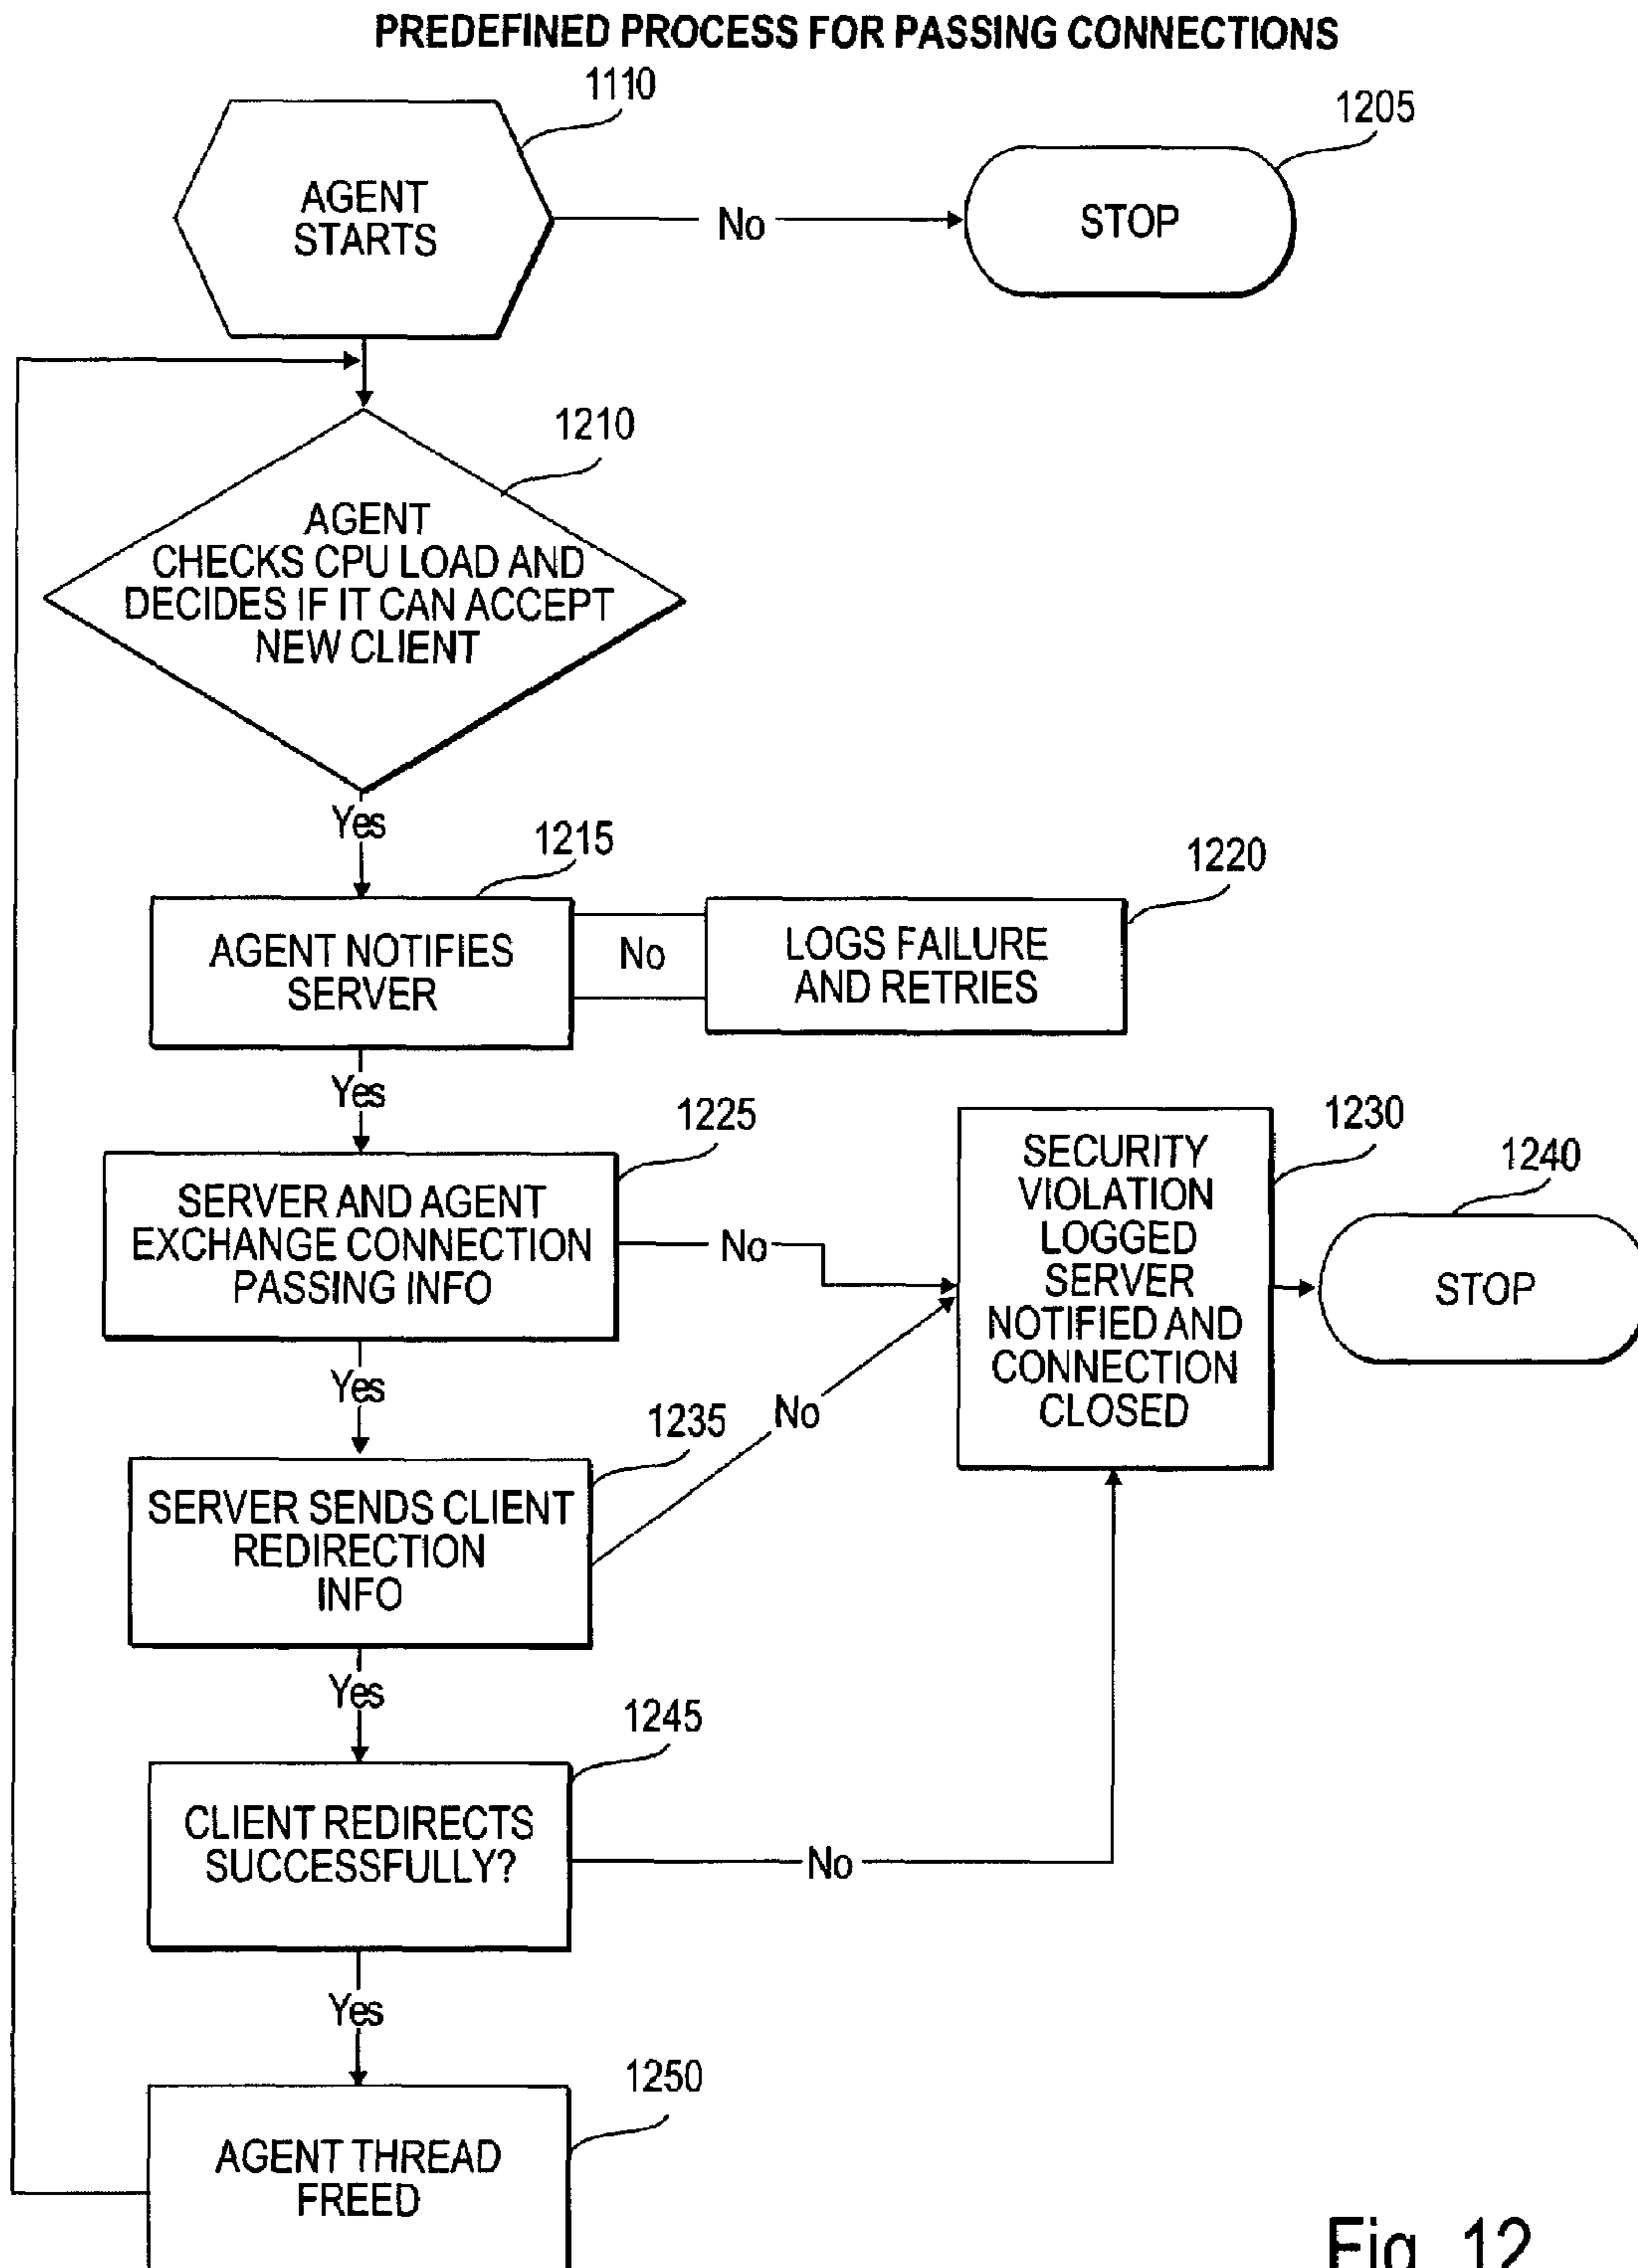 PREDEFINED PROCESS FOR PASSING CONNECTIONS
1110
AGENT
STARTS
No
1205
STOP
1210
AGENT
CHECKS CPU LOAD AND
DECIDES IF IT CAN ACCEPT
NEW CLIENT
Yes
1215
AGENT NOTIFIES
SERVER
No
1220
LOGS FAILURE
AND RETRIES
Yes
1225
SERVER AND AGENT
EXCHANGE CONNECTION
PASSING INFO
No
1230
SECURITY
VIOLATION
LOGGED
SERVER
NOTIFIED AND
CONNECTION
CLOSED
1240
STOP
Yes
1235
SERVER SENDS CLIENT
REDIRECTION
INFO
No
Yes
1245
CLIENT REDIRECTS
SUCCESSFULLY?
No
Yes
1250
AGENT THREAD
FREED
Fig. 12